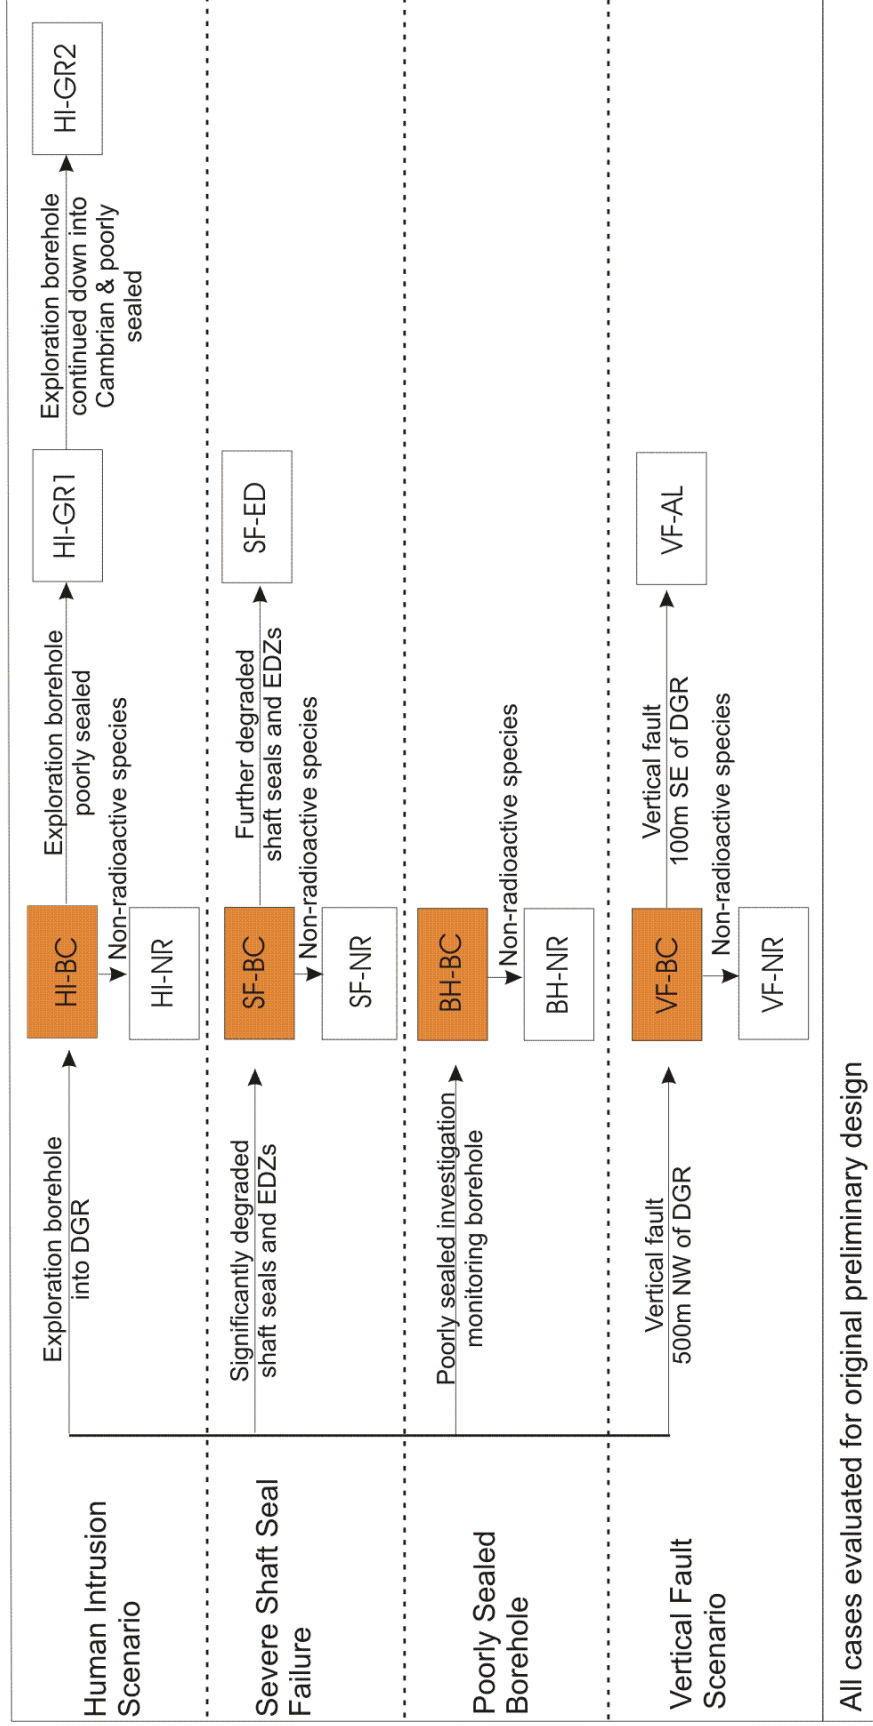 Human Intrusion
Scenario
Exploration borehole
into DGR
HI-BC
Non-radioactive species
HI-NR
Exploration borehole
poorly sealed
HI-GR1
Exploration borehole
continued down into
Cambrian & poorly
sealed
HI-GR2
Severe Shaft Seal
Failure
Significantly degraded
shaft seals and EDZs
SF-BC
Non-radioactive species
SF-NR
Further degraded
shaft seals and EDZs
SF-ED
Poorly Sealed
Borehole
Poorly sealed investigation
monitoring borehole
BH-BC
Non-radioactive species
BH-NR
Vertical Fault
Scenario
Vertical fault
500m NW of DGR
VF-BC
Non-radioactive species
VF-NR
Vertical fault
100m SE of DGR
VF-AL
All cases evaluated for original preliminary design